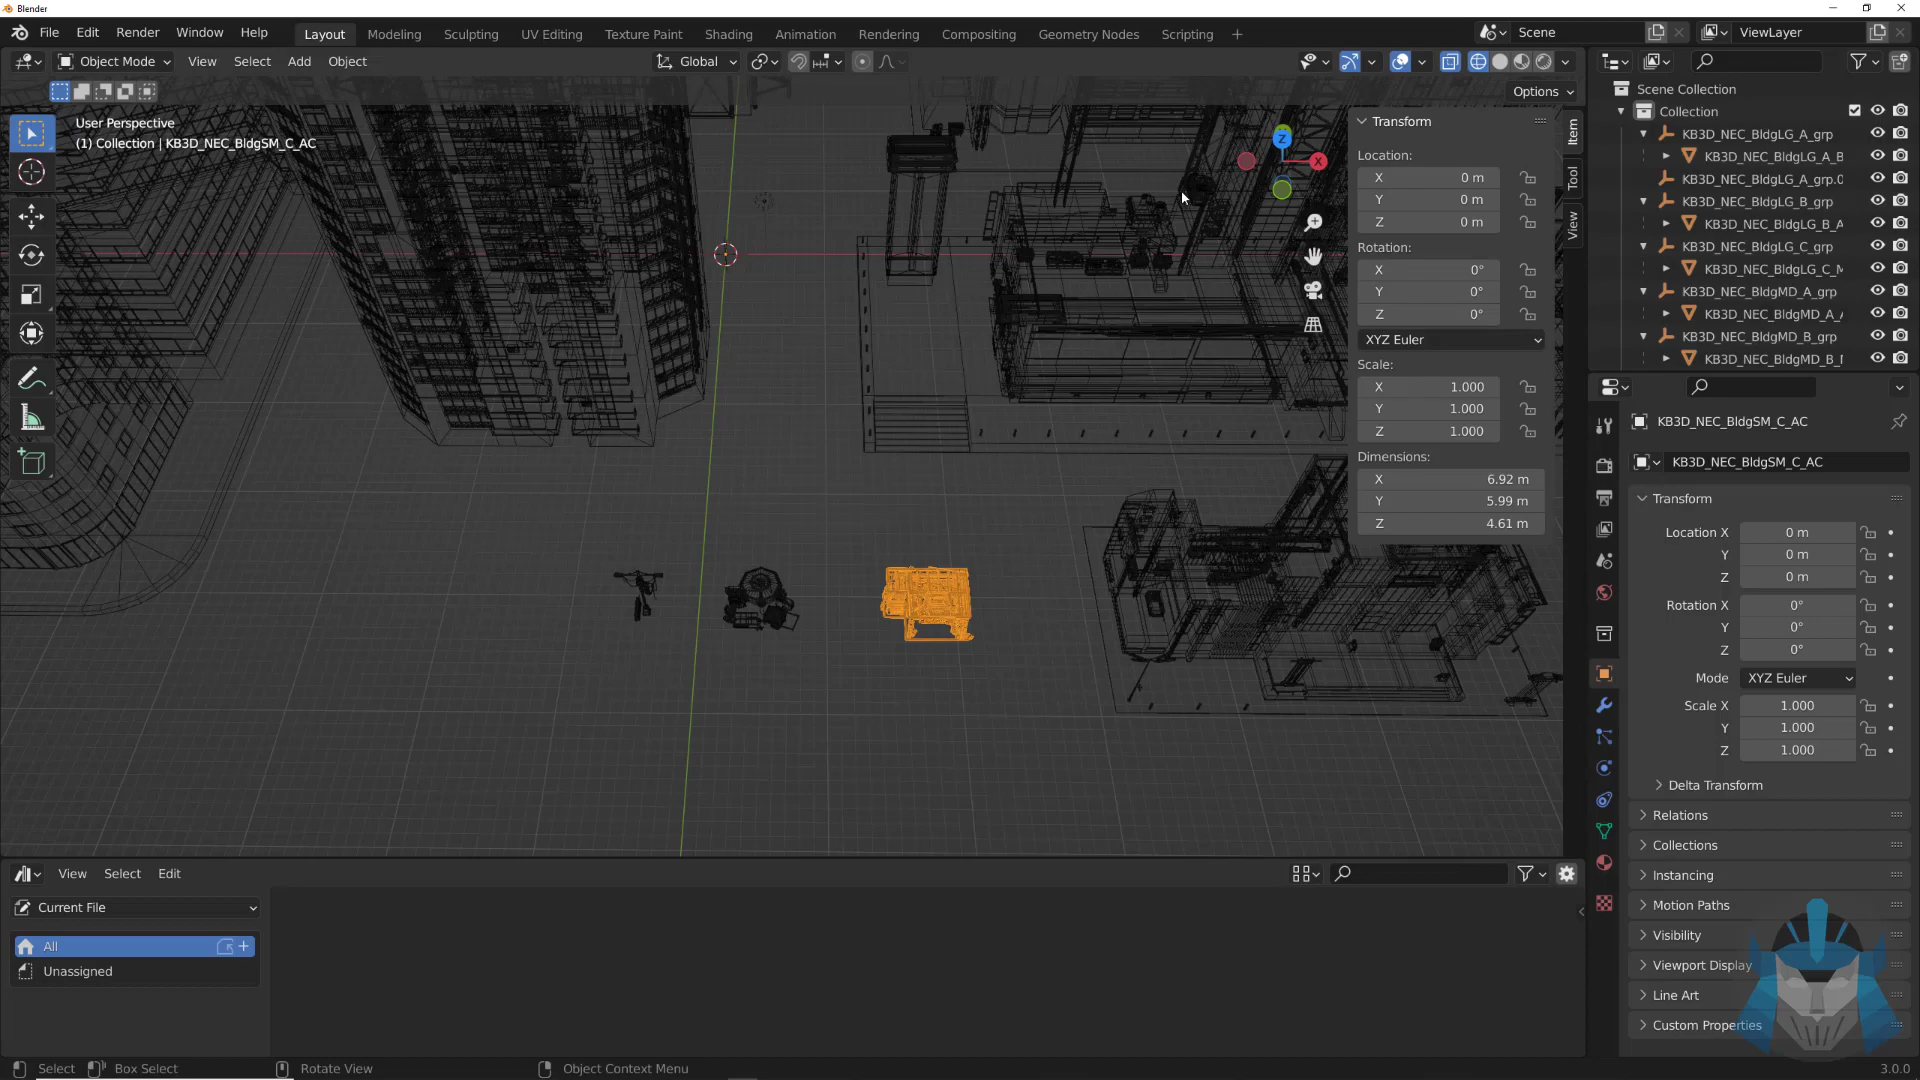 Blender
File Edit Render Window Help Layout Modeling Sculpting UV Editing Texture Paint Shading Animation Rendering Compositing Geometry Nodes Scripting + Scene ViewLayer
Object Mode View Select Add Object Global
Options
User Perspective
(1) Collection | KB3D_NEC_BldgSM_C_AC
Z
X
Transform
Location:
X 0 m
Y 0 m
Z 0 m
Rotation:
X 0°
Y 0°
Z 0°
XYZ Euler
Scale:
X 1.000
Y 1.000
Z 1.000
Dimensions:
X 6.92 m
Y 5.99 m
Z 4.61 m
Item
Tool
View
Scene Collection
Collection
KB3D_NEC_BldgLG_A_grp
KB3D_NEC_BldgLG_A_B
KB3D_NEC_BldgLG_A_grp.0
KB3D_NEC_BldgLG_B_grp
KB3D_NEC_BldgLG_B_A
KB3D_NEC_BldgLG_C_grp
KB3D_NEC_BldgLG_C_M
KB3D_NEC_BldgMD_A_grp
KB3D_NEC_BldgMD_A_A
KB3D_NEC_BldgMD_B_grp
KB3D_NEC_BldgMD_B_M
KB3D_NEC_BldgSM_C_AC
KB3D_NEC_BldgSM_C_AC
Transform
Location X 0 m
Y 0 m
Z 0 m
Rotation X 0°
Y 0°
Z 0°
Mode XYZ Euler
Scale X 1.000
Y 1.000
Z 1.000
Delta Transform
Relations
Collections
Instancing
Motion Paths
Visibility
Viewport Display
Line Art
Custom Properties
View Select Edit
Current File
All
Unassigned
Select Box Select Rotate View Object Context Menu 3.0.0